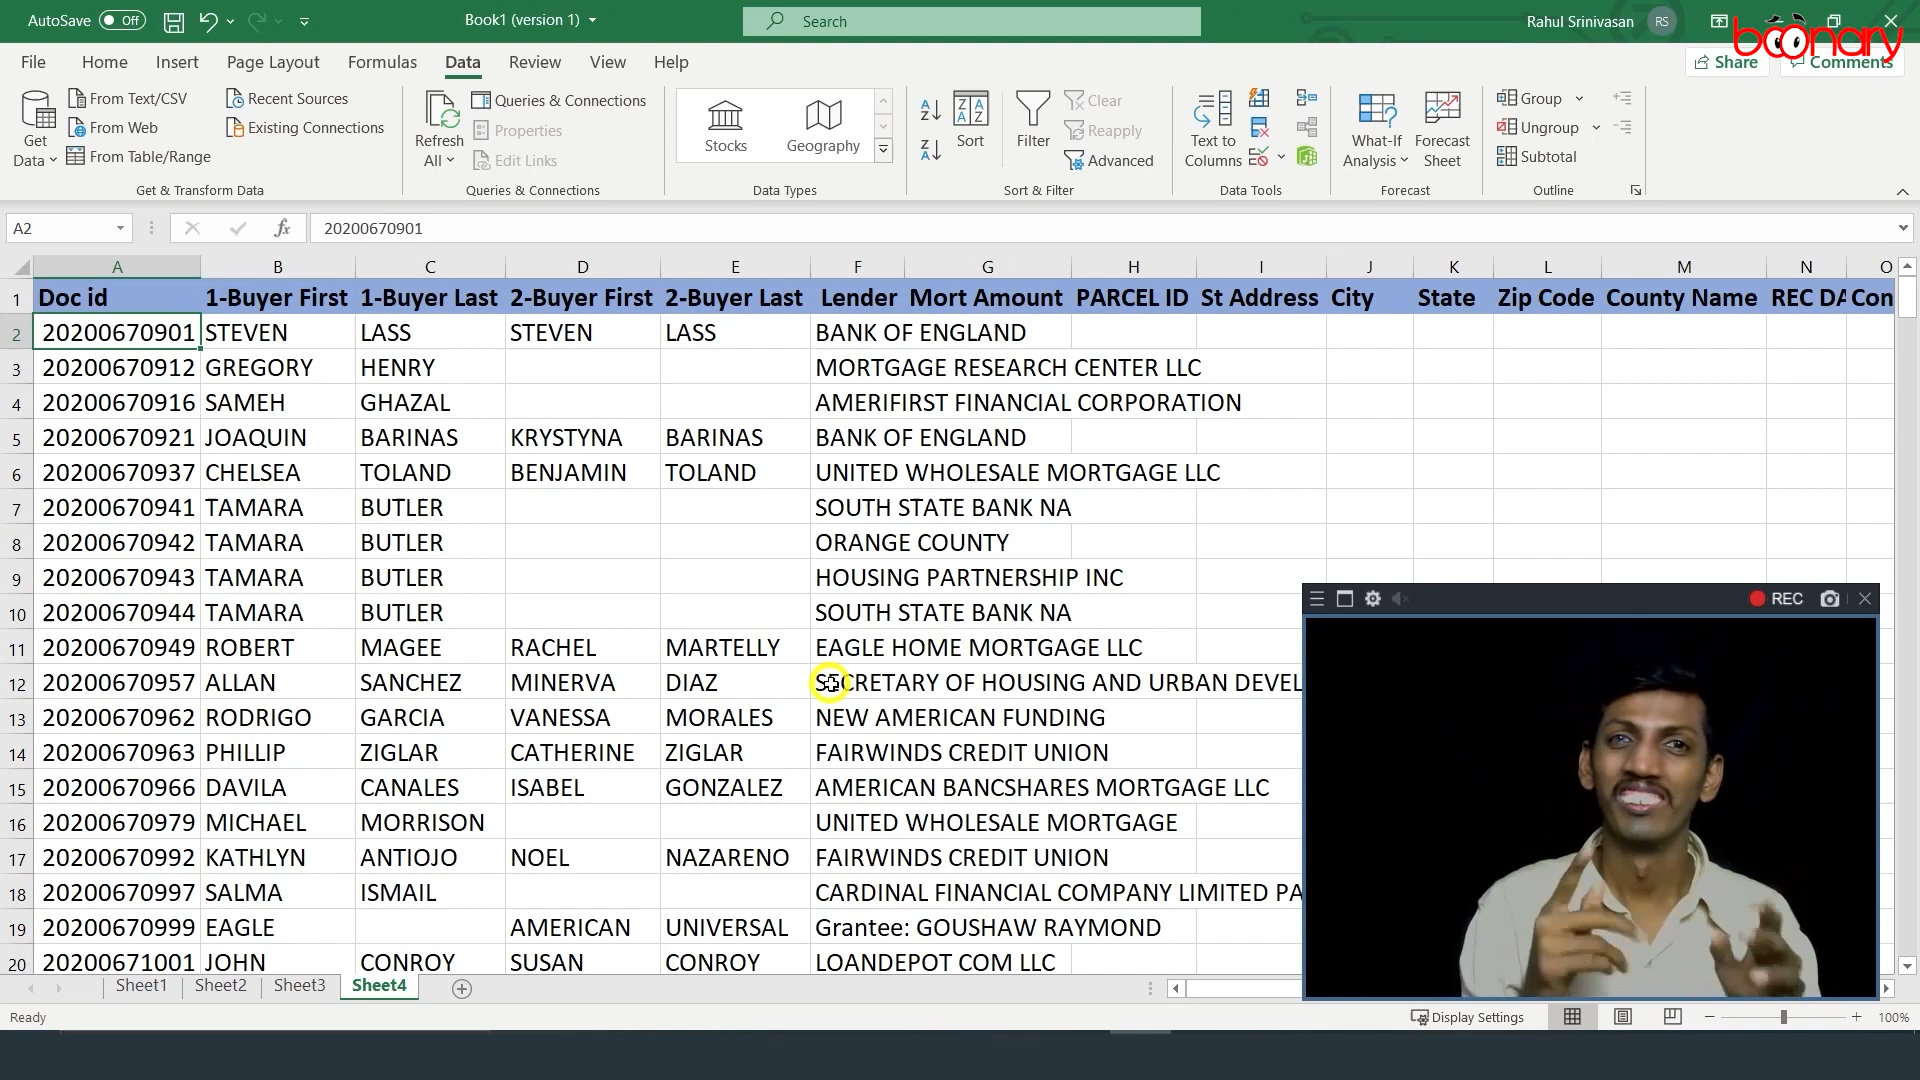 AutoSave Off Book1 (version 1) Search Rahul Srinivasan RS
boonary
File Home Insert Page Layout Formulas Data Review View Help Share Comments
Get Data From Text/CSV From Web From Table/Range Recent Sources Existing Connections
Refresh All Queries & Connections Properties Edit Links
Stocks Geography
Sort Filter Clear Reapply Advanced
Text to Columns
What-If Analysis Forecast Sheet
Group Ungroup Subtotal
Get & Transform Data Queries & Connections Data Types Sort & Filter Data Tools Forecast Outline
A2 fx 20200670901
A B C D E F G H I J K L M N O
1 Doc id 1-Buyer First 1-Buyer Last 2-Buyer First 2-Buyer Last Lender Mort Amount PARCEL ID St Address City State Zip Code County Name REC DA Con
2 20200670901 STEVEN LASS STEVEN LASS BANK OF ENGLAND
3 20200670912 GREGORY HENRY MORTGAGE RESEARCH CENTER LLC
4 20200670916 SAMEH GHAZAL AMERIFIRST FINANCIAL CORPORATION
5 20200670921 JOAQUIN BARINAS KRYSTYNA BARINAS BANK OF ENGLAND
6 20200670937 CHELSEA TOLAND BENJAMIN TOLAND UNITED WHOLESALE MORTGAGE LLC
7 20200670941 TAMARA BUTLER SOUTH STATE BANK NA
8 20200670942 TAMARA BUTLER ORANGE COUNTY
9 20200670943 TAMARA BUTLER HOUSING PARTNERSHIP INC
10 20200670944 TAMARA BUTLER SOUTH STATE BANK NA
11 20200670949 ROBERT MAGEE RACHEL MARTELLY EAGLE HOME MORTGAGE LLC
12 20200670957 ALLAN SANCHEZ MINERVA DIAZ SECRETARY OF HOUSING AND URBAN DEVEL
13 20200670962 RODRIGO GARCIA VANESSA MORALES NEW AMERICAN FUNDING
14 20200670963 PHILLIP ZIGLAR CATHERINE ZIGLAR FAIRWINDS CREDIT UNION
15 20200670966 DAVILA CANALES ISABEL GONZALEZ AMERICAN BANCSHARES MORTGAGE LLC
16 20200670979 MICHAEL MORRISON UNITED WHOLESALE MORTGAGE
17 20200670992 KATHLYN ANTIOJO NOEL NAZARENO FAIRWINDS CREDIT UNION
18 20200670997 SALMA ISMAIL CARDINAL FINANCIAL COMPANY LIMITED PA
19 20200670999 EAGLE AMERICAN UNIVERSAL Grantee: GOUSHAW RAYMOND
20 20200671001 JOHN CONROY SUSAN CONROY LOANDEPOT COM LLC
REC
Sheet1 Sheet2 Sheet3 Sheet4
Ready Display Settings 100%